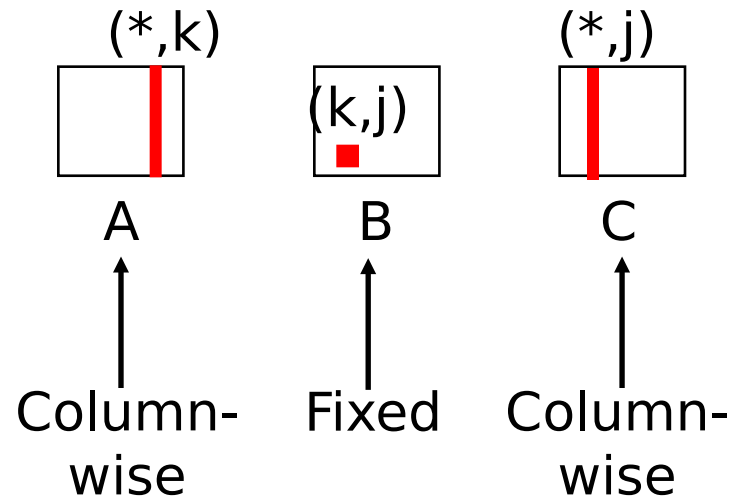 (*,k)
(k,j)
(*,j)
A
B
C
Column-
wise
Fixed
Column-
wise